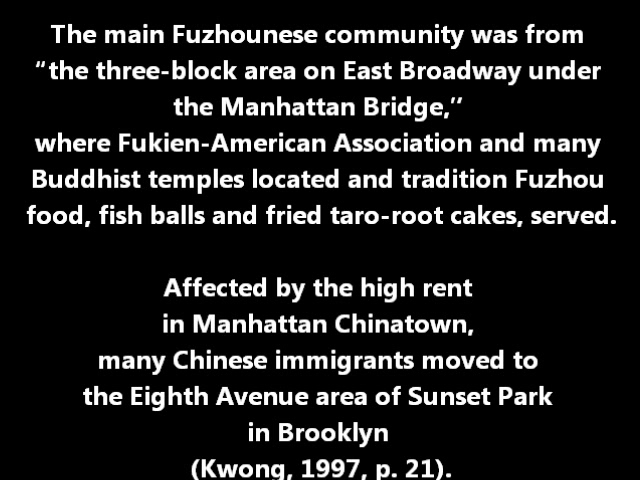 The main Fuzhounese community was from
“the three-block area on East Broadway under
the Manhattan Bridge,’’
where Fukien-American Association and many
Buddhist temples located and tradition Fuzhou
food, fish balls and fried taro-root cakes, served.
Affected by the high rent
in Manhattan Chinatown,
many Chinese immigrants moved to
the Eighth Avenue area of Sunset Park
in Brooklyn
(Kwong, 1997, p. 21).